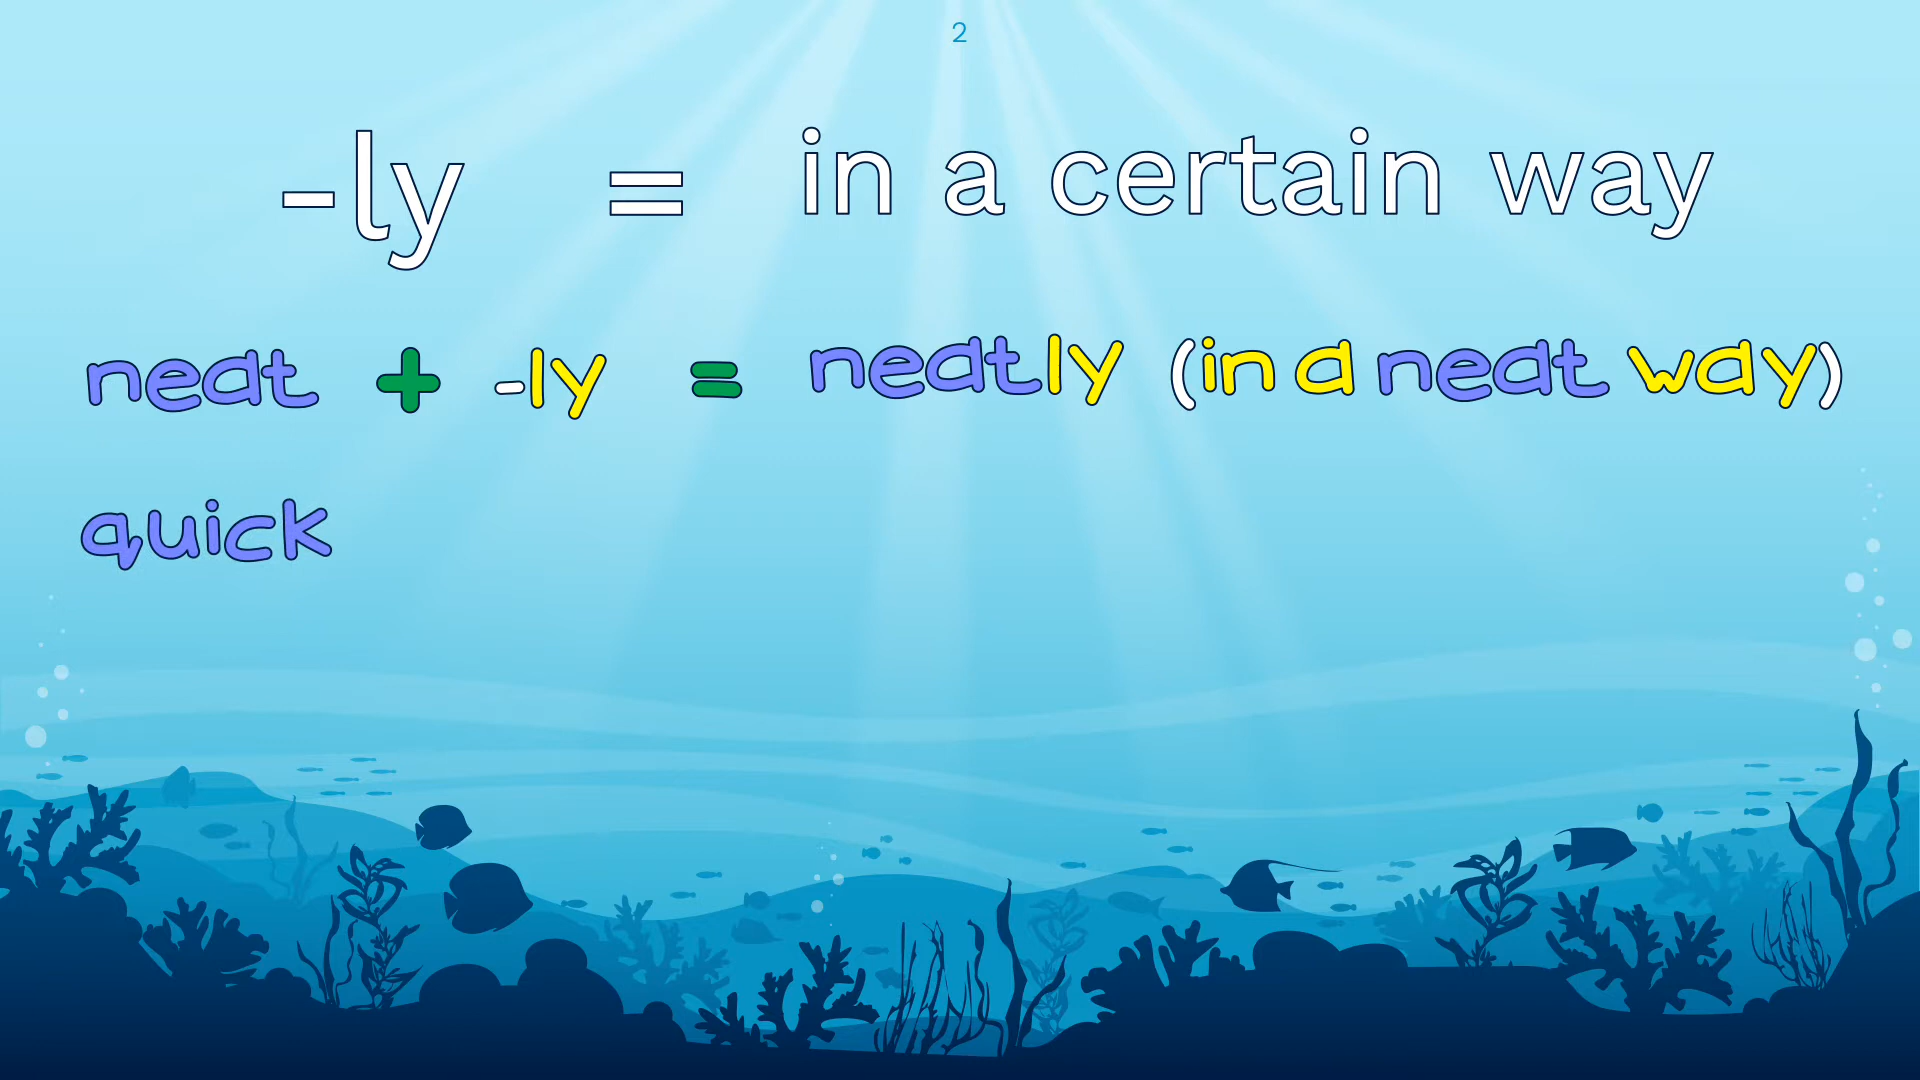 2
-ly = in a certain way
neat + -ly = neatly (in a neat way)
quick